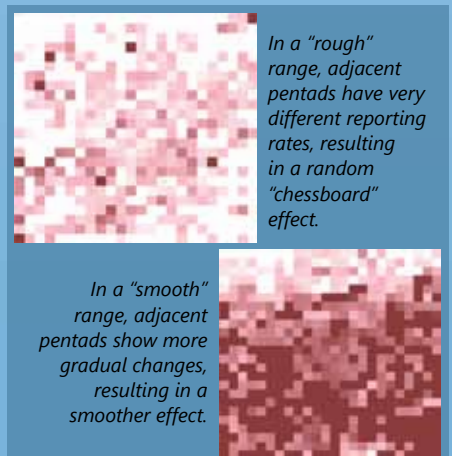 In a “rough”
range, adjacent
pentads have very
different reporting
rates, resulting
in a random
“chessboard”
effect.
In a “smooth”
range, adjacent
pentads show more
gradual changes,
resulting in a
smoother effect.